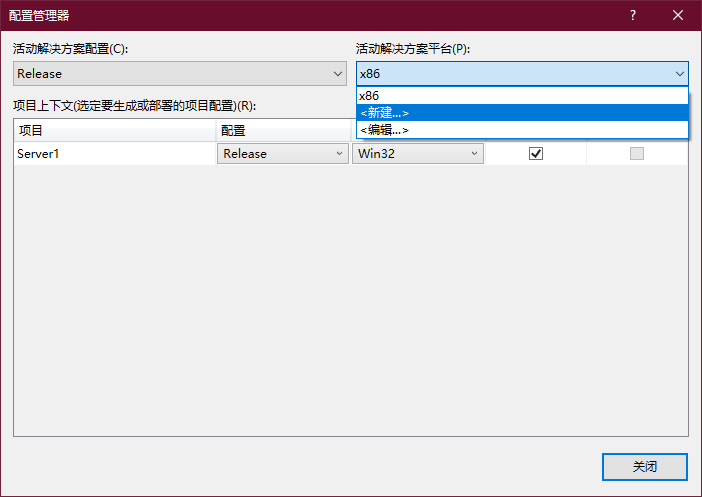 配置管理器
活动解决方案配置(C):
活动解决方案平台(P):
Release
x86
x86
<新建...>
<编辑...>
项目上下文(选定要生成或部署的项目配置)(R):
项目 配置
Server1 Release Win32
关闭